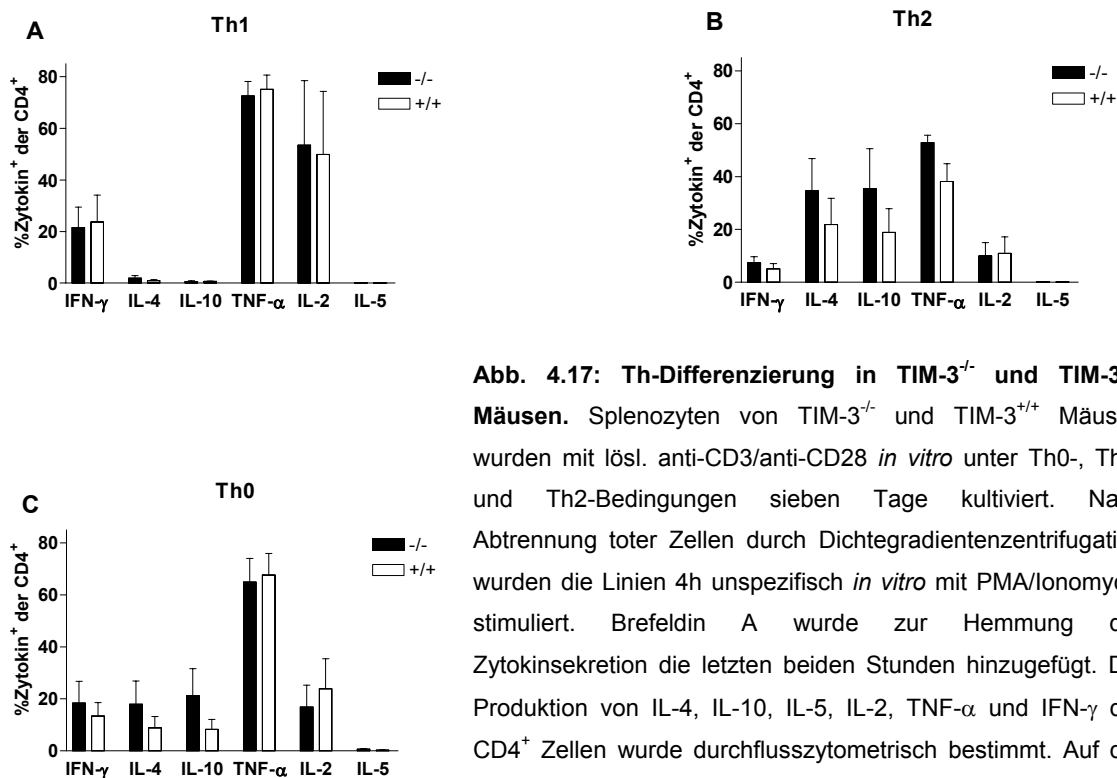 A
Th1
80
60
40
20
0
%Zytokin⁺ der CD4⁺
-/-
+/+
IFN-γ IL-4 IL-10 TNF-α IL-2 IL-5
B
Th2
80
60
40
20
0
%Zytokin⁺ der CD4⁺
-/-
+/+
IFN-γ IL-4 IL-10 TNF-α IL-2 IL-5
C
Th0
80
60
40
20
0
%Zytokin⁺ der CD4⁺
-/-
+/+
IFN-γ IL-4 IL-10 TNF-α IL-2 IL-5
Abb. 4.17: Th-Differenzierung in TIM-3⁻/⁻ und TIM-3
Mäusen. Splenozyten von TIM-3⁻/⁻ und TIM-3⁺/⁺ Mäus
wurden mit lösl. anti-CD3/anti-CD28 in vitro unter Th0-, Th
und Th2-Bedingungen sieben Tage kultiviert. Na
Abtrennung toter Zellen durch Dichtegradientenzentrifugati
wurden die Linien 4h unspezifisch in vitro mit PMA/Ionomy
stimuliert. Brefeldin A wurde zur Hemmung d
Zytokinsekretion die letzten beiden Stunden hinzugefügt. D
Produktion von IL-4, IL-10, IL-5, IL-2, TNF-α und IFN-γ d
CD4⁺ Zellen wurde durchflusszytometrisch bestimmt. Auf d